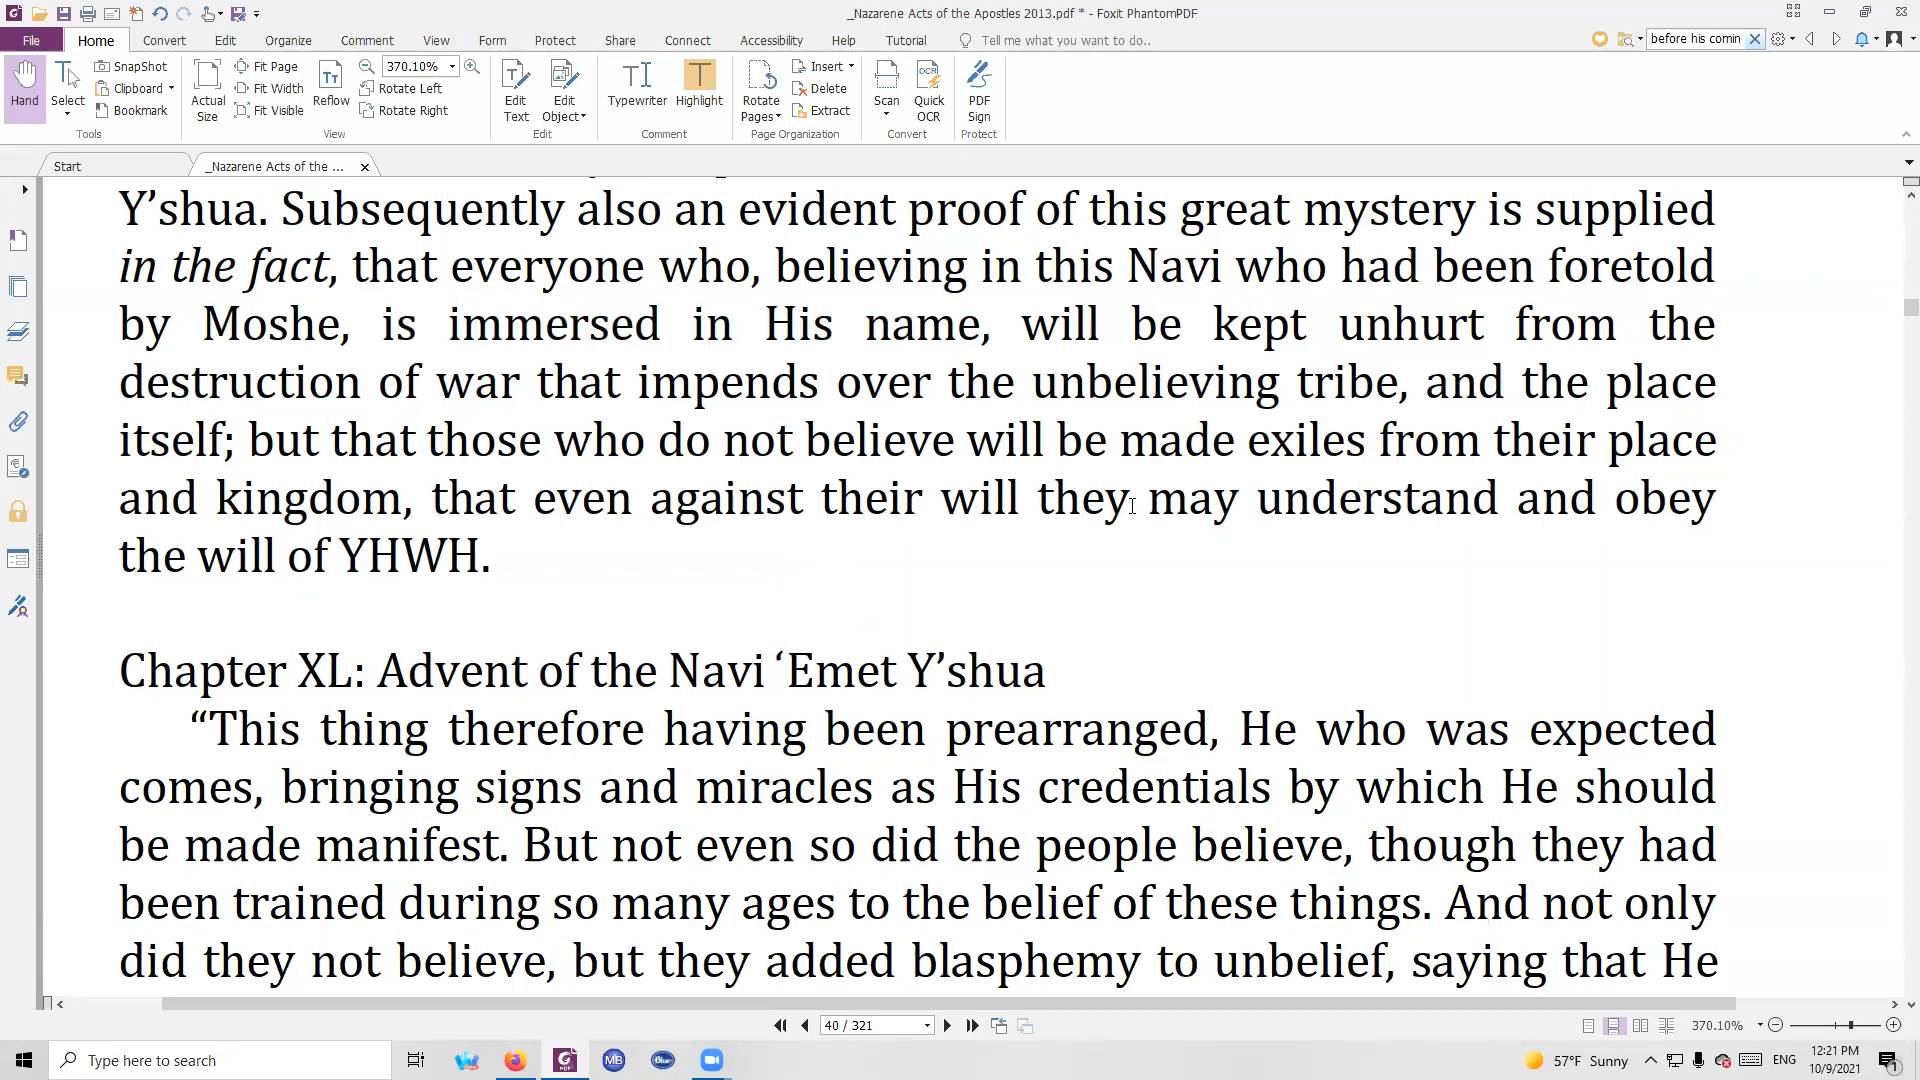 _Nazarene Acts of the Apostles 2013.pdf * - Foxit PhantomPDF
File Home Convert Edit Organize Comment View Form Protect Share Connect Accessibility Help Tutorial Tell me what you want to do.. before his comin
Hand
Select
SnapShot
Clipboard
Bookmark
Tools
Actual Size
Fit Page
Fit Width
Fit Visible
Reflow
370.10%
Rotate Left
Rotate Right
View
Edit Text
Edit Object
Edit
Typewriter
Highlight
Comment
Rotate Pages
Insert
Delete
Extract
Page Organization
Scan
Quick OCR
Convert
PDF Sign
Protect
Start
_Nazarene Acts of the ...
Y’shua. Subsequently also an evident proof of this great mystery is supplied
in the fact, that everyone who, believing in this Navi who had been foretold
by Moshe, is immersed in His name, will be kept unhurt from the
destruction of war that impends over the unbelieving tribe, and the place
itself; but that those who do not believe will be made exiles from their place
and kingdom, that even against their will they may understand and obey
the will of YHWH.
Chapter XL: Advent of the Navi ‘Emet Y’shua
“This thing therefore having been prearranged, He who was expected
comes, bringing signs and miracles as His credentials by which He should
be made manifest. But not even so did the people believe, though they had
been trained during so many ages to the belief of these things. And not only
did they not believe, but they added blasphemy to unbelief, saying that He
40 / 321
370.10%
Type here to search
MB
Blue
57°F Sunny
ENG
12:21 PM
10/9/2021
1